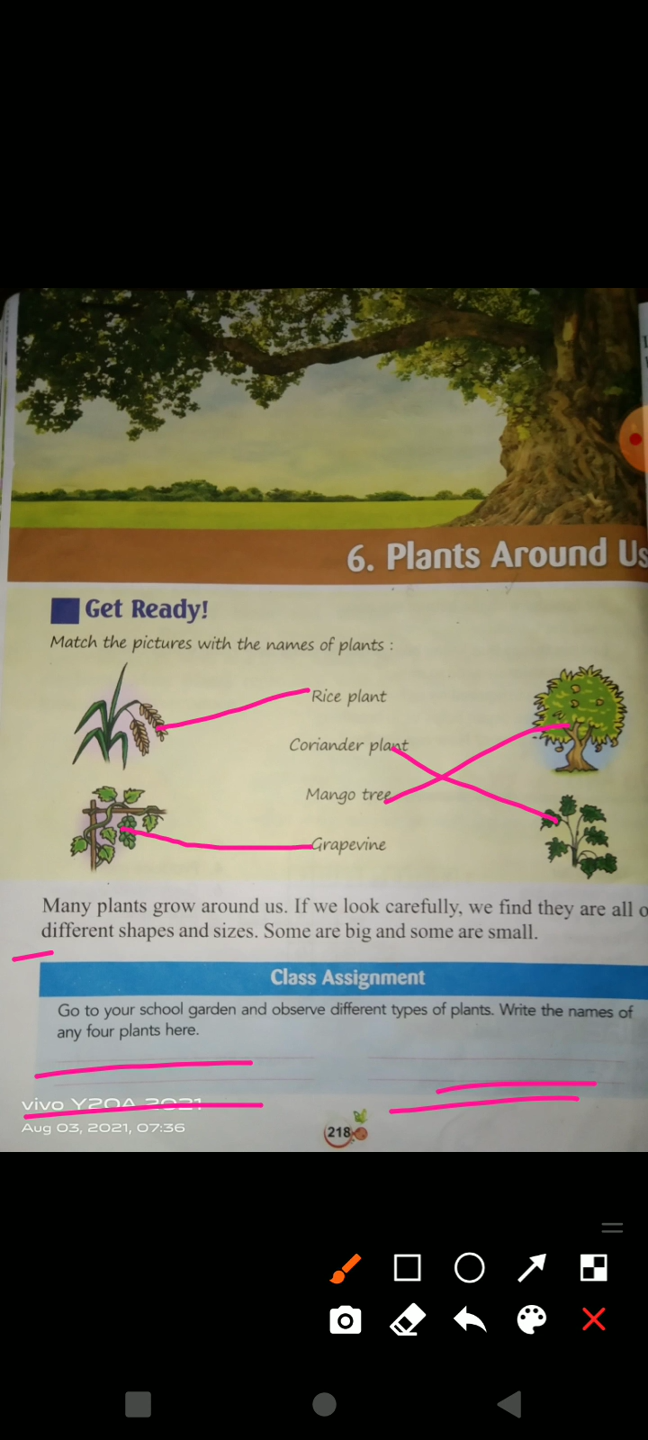 6. Plants Around Us
Get Ready!
Match the pictures with the names of plants :
Rice plant
Coriander plant
Mango tree
Grapevine
Many plants grow around us. If we look carefully, we find they are all o
different shapes and sizes. Some are big and some are small.
Class Assignment
Go to your school garden and observe different types of plants. Write the names of
any four plants here.
vivo Y20A 2021
Aug 03, 2021, 07:36
218